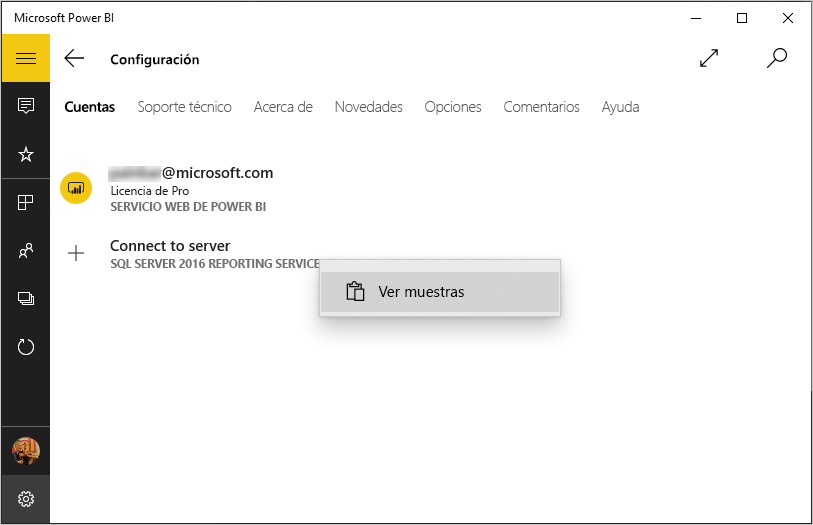 Microsoft Power BI
Configuración
Cuentas Soporte técnico Acerca de Novedades Opciones Comentarios Ayuda
@microsoft.com
Licencia de Pro
SERVICIO WEB DE POWER BI
Connect to server
SQL SERVER 2016 REPORTING SERVICE
Ver muestras